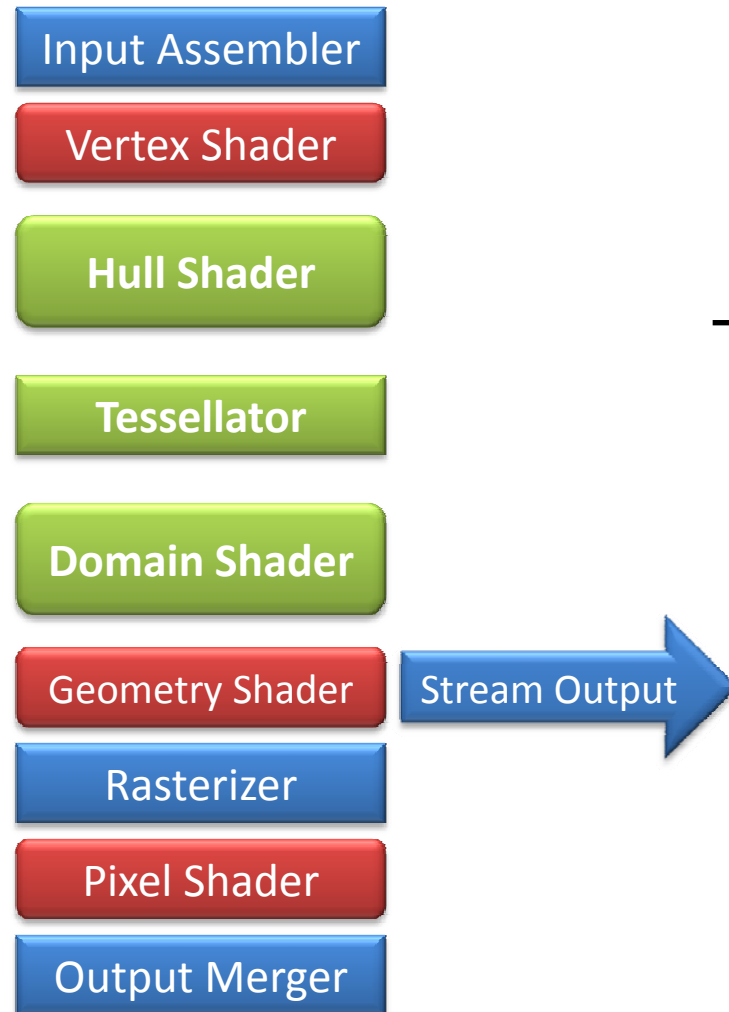 Input Assembler
Vertex Shader
Hull Shader
Tessellator
Domain Shader
Geometry Shader
Stream Output
Rasterizer
Pixel Shader
Output Merger